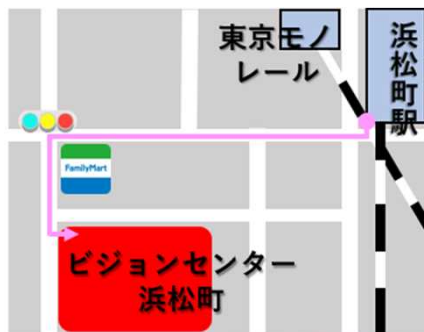 東京モノ
レール
浜松町駅
FamilyMart
ビジョンセンター
浜松町